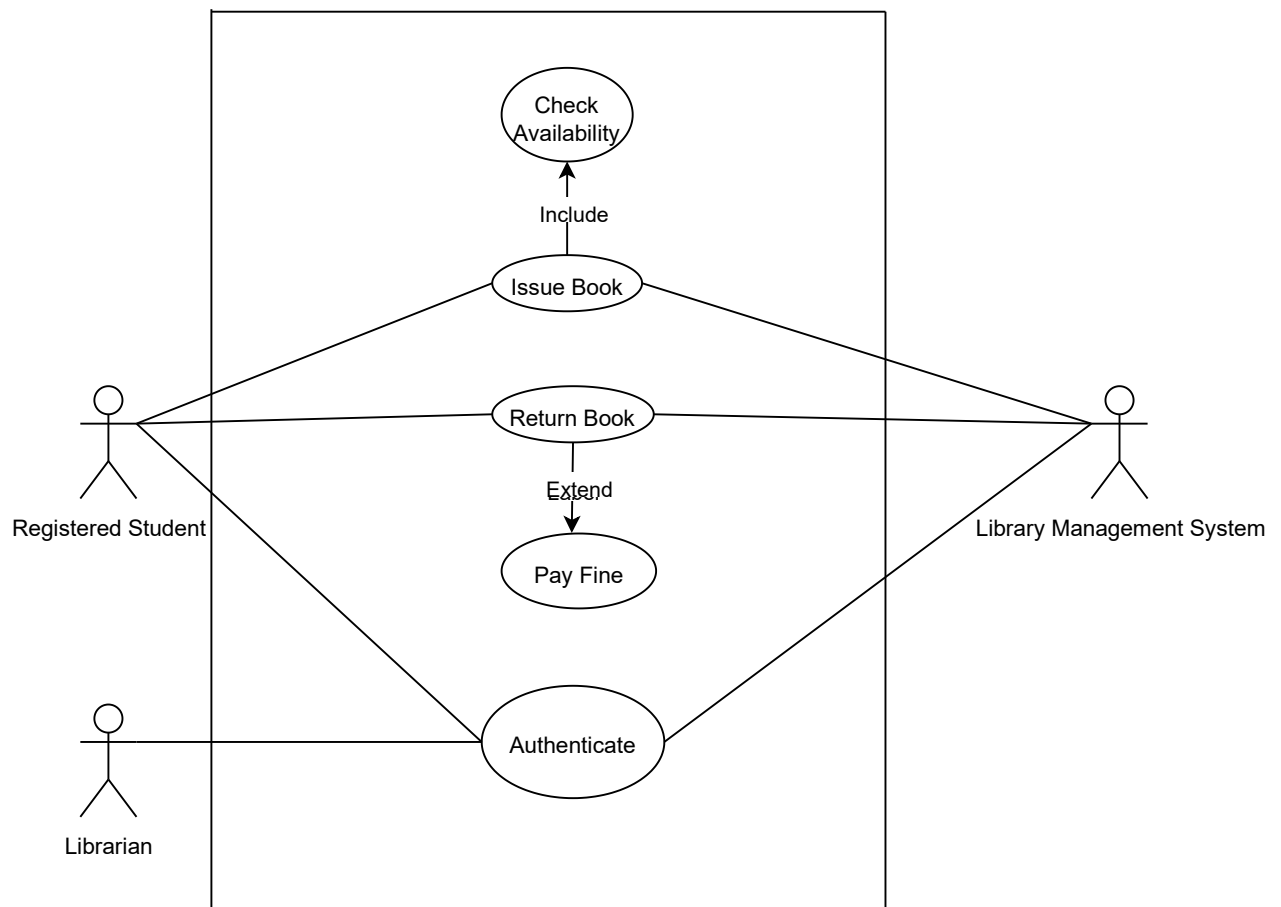 Check
Availability
Include
Issue Book
Return Book
Extend
Registered Student
Library Management System
Pay Fine
Authenticate
Librarian